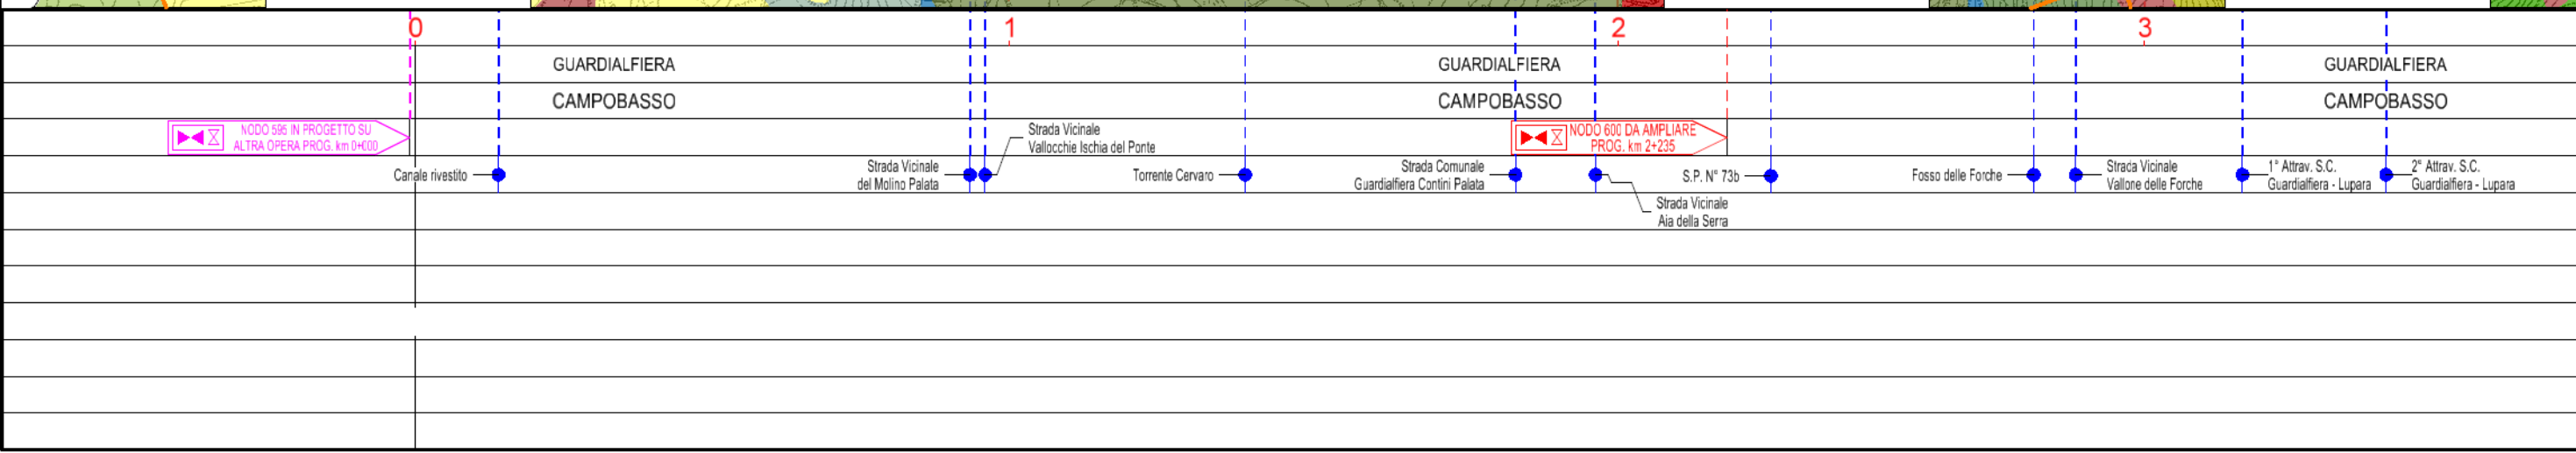 0
1
2
3
GUARDIALFIERA
GUARDIALFIERA
GUARDIALFIERA
CAMPOBASSO
CAMPOBASSO
CAMPOBASSO
NODO 595 IN PROGETTO SU
ALTRA OPERA PROG. km 0+000
NODO 600 DA AMPLIARE
PROG. km 2+235
Canale rivestito
Strada Vicinale
del Molino Palata
Strada Vicinale
Vallocchie Ischia del Ponte
Torrente Cervaro
Strada Comunale
Guardialfiera Contini Palata
Strada Vicinale
Aia della Serra
S.P. N° 73b
Fosso delle Forche
Strada Vicinale
Vallone delle Forche
1° Attrav. S.C.
Guardialfiera - Lupara
2° Attrav. S.C.
Guardialfiera - Lupara